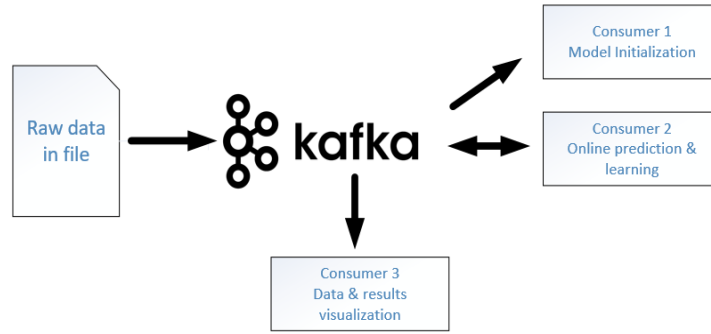 Raw data
in file
kafka
Consumer 1
Model Initialization
Consumer 2
Online prediction &
learning
Consumer 3
Data & results
visualization